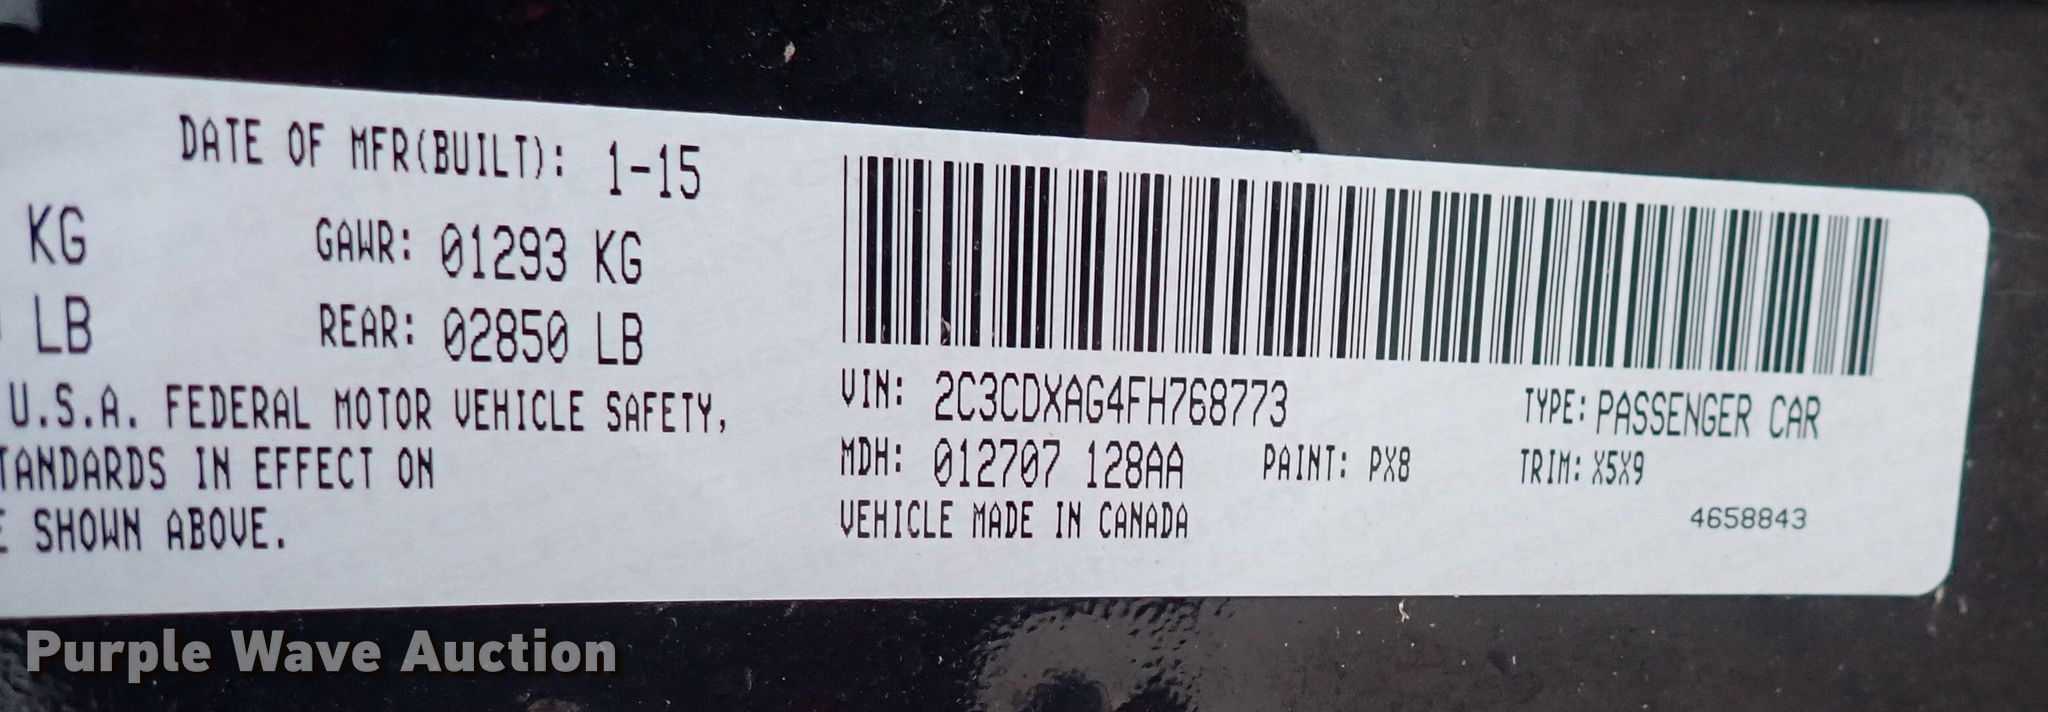 DATE OF MFR(BUILT): 1-15
KG GAWR: 01293 KG
LB REAR: 02850 LB
U.S.A. FEDERAL MOTOR VEHICLE SAFETY,
TANDARDS IN EFFECT ON
E SHOWN ABOVE.
VIN: 2C3CDXAG4FH768773 TYPE: PASSENGER CAR
MDH: 012707 128AA PAINT: PX8 TRIM: X5X9
VEHICLE MADE IN CANADA
4658843
Purple Wave Auction